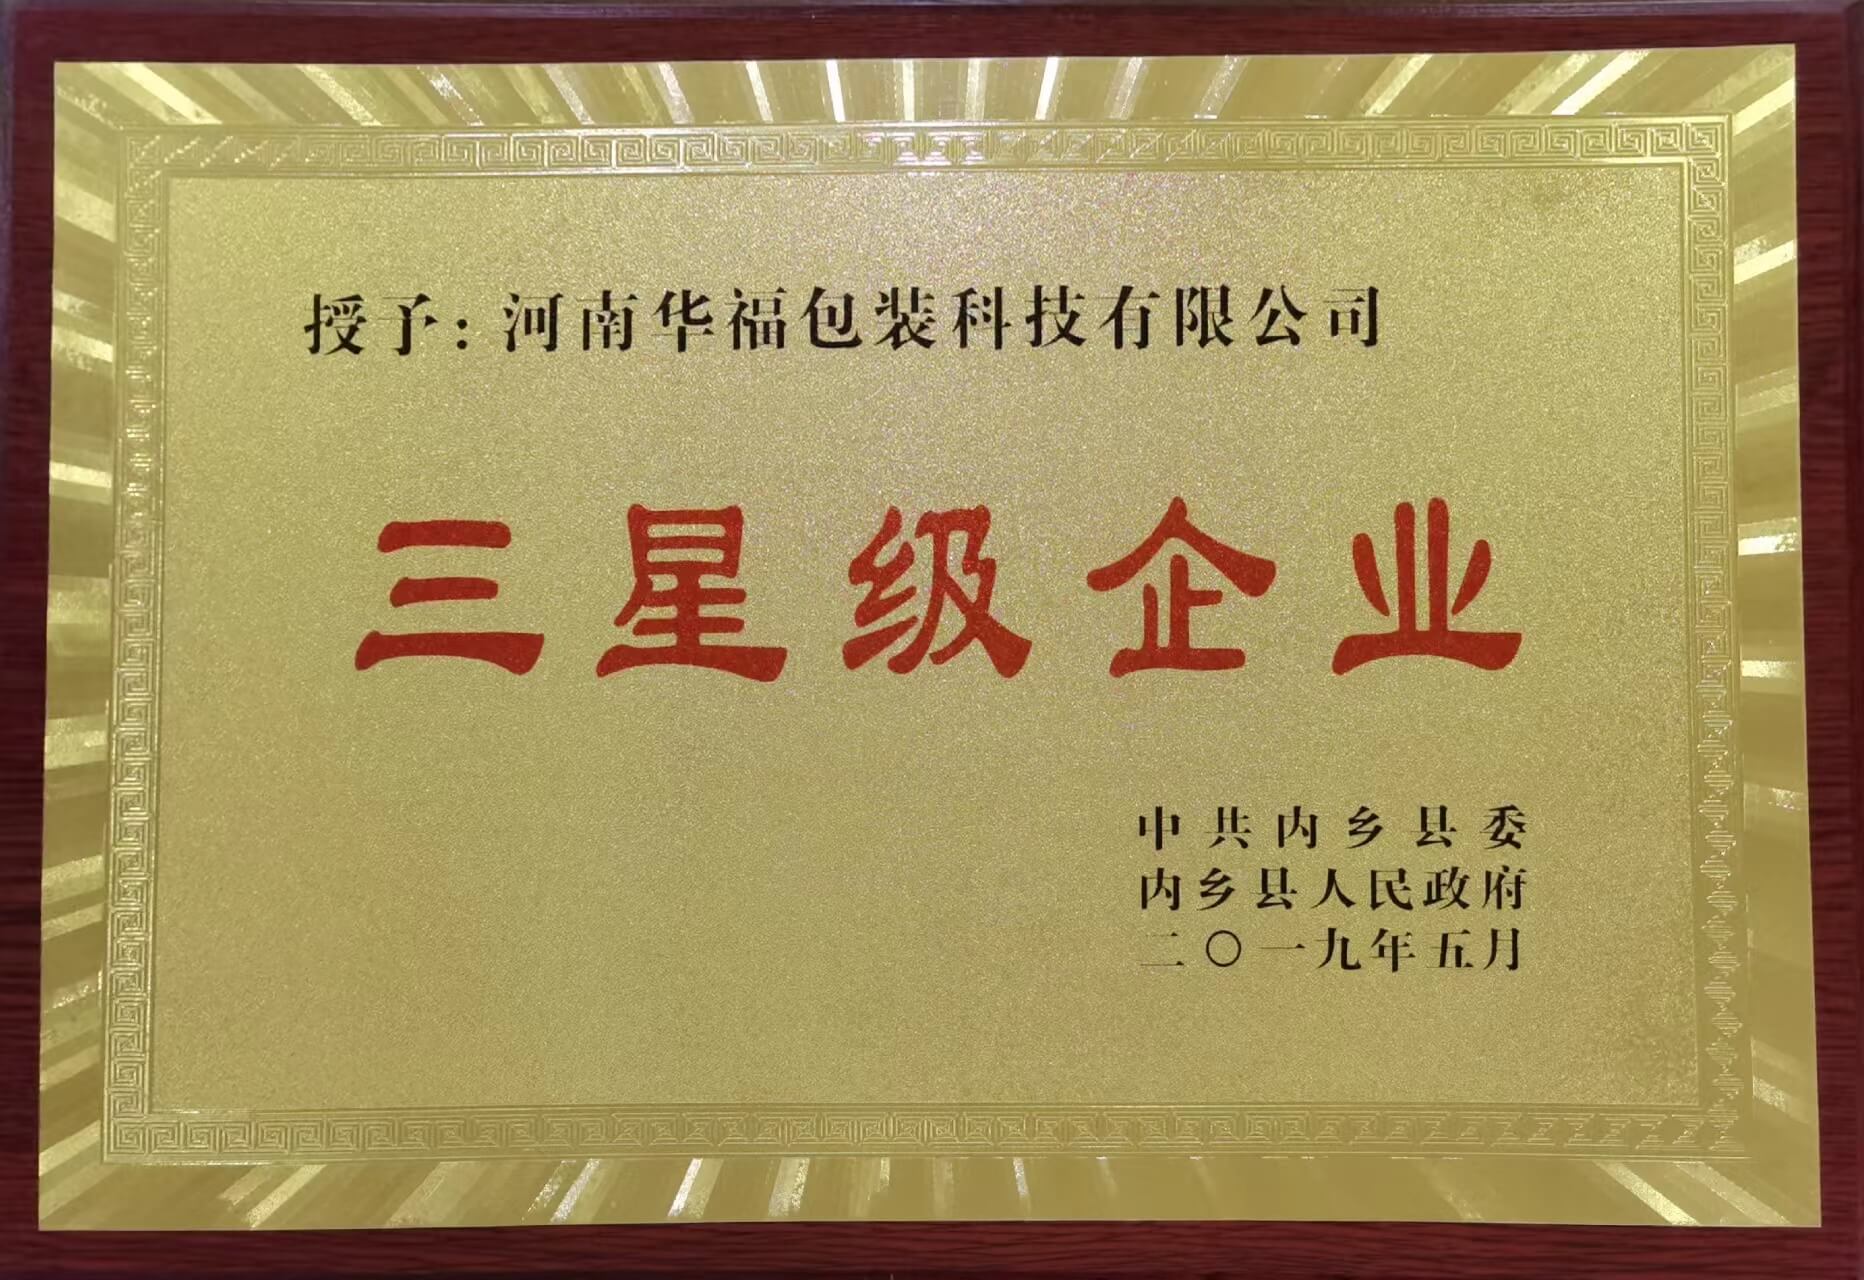 授予：河南华福包装科技有限公司
三星级企业
中共内乡县委
内乡县人民政府
二〇一九年五月